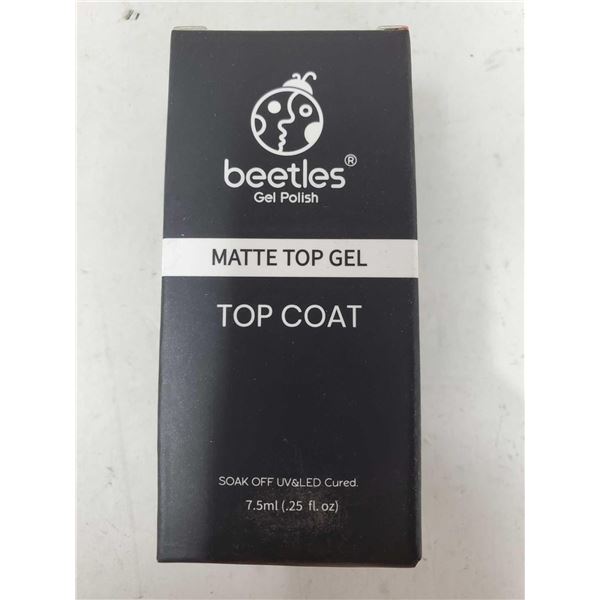 beetles®
Gel Polish
MATTE TOP GEL
TOP COAT
SOAK OFF UV&LED Cured.
7.5ml (.25 fl. oz)